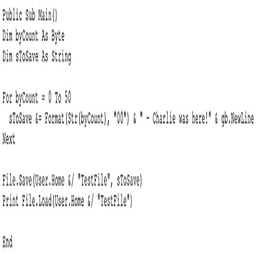 Public Sub Main()
Dim byCount As Byte
Dim sToSave As String
For byCount = 0 To 50
sToSave &= Format(Str(byCount), "00") & " - Charlie was here!" & gb.NewLine
Next
File.Save(User.Home &/ "TestFile", sToSave)
Print File.Load(User.Home &/ "TestFile")
End